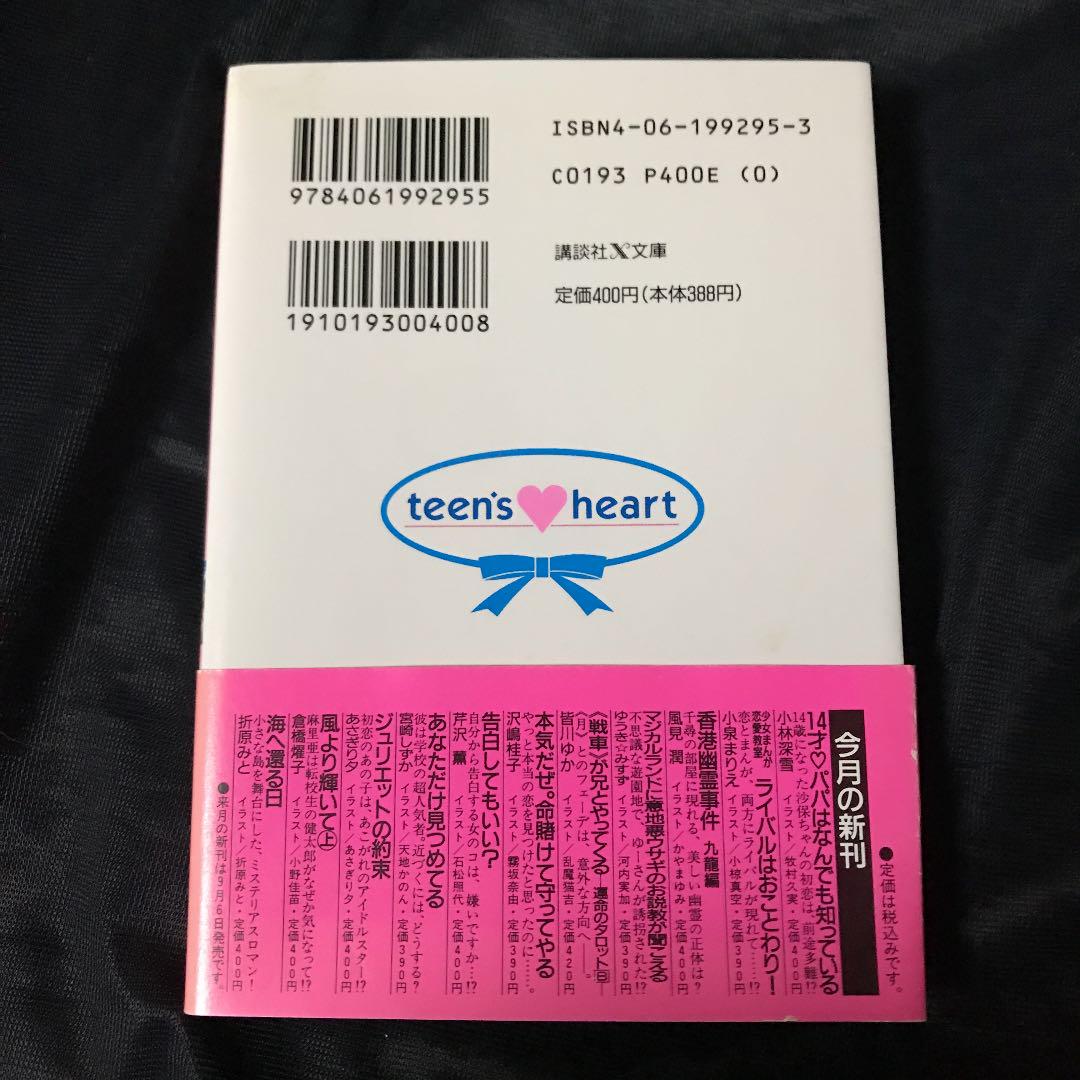 9784061992955
1910193004008
ISBN4-06-199295-3
C0193 P400E (0)
講談社X文庫
定価400円(本体388円)
teen's heart
●定価は税込みです。
今月の新刊
14才♡パパはなんでも知っている
14歳になった沙保ちゃんの初恋は、前途多難!?
小林深雪 イラスト/牧村久実・定価400円
少女まんが恋愛教室 ライバルはおことわり!
恋とまんが、両方にライバルが現れて……!?
小泉まりえ イラスト/小椋真空・定価390円
香港幽霊事件 九龍編
千尋の部屋に現れる、美しい幽霊の正体は?
風見潤 イラスト/かやまゆみ・定価400円
マジカルランドに意地悪ウサギのお説教が聞こえる
不思議な遊園地で、ゆーさんが誘拐された!?
ゆうき☆みすず イラスト/河内実加・定価400円
《戦車》が兄とやってくる―運命のタロット⑧―
《月》とのフェーデは、意外な方向へ――。
皆川ゆか イラスト/乱魔猫吉・定価420円
本気だぜ。命賭けて守ってやる
やっと本当の恋を見つけたと思ったのに……。
沢嶋桂子 イラスト/霧坂奈由・定価390円
告白してもいい?
自分から告白する女のコは、嫌いですか…?
芹沢薫 イラスト/石松照代・定価400円
あなただけ見つめてる
彼は学校の超人気者。近づくには、どうする?
宮崎しずか イラスト/天地かのん・定価390円
ジュリエットの約束
初恋のあの子は、あこがれのアイドルスター!?
あさぎり夕 イラスト/あさぎり夕・定価400円
風より輝いて㊤
麻里亜は転校生の健太郎がなぜか気になって!?
倉橋燿子 イラスト/小野佳苗・定価400円
海へ還る日
小さな島を舞台にした、ミステリアスロマン!
折原みと イラスト/折原みと・定価400円
●来月の新刊は9月6日発売です。